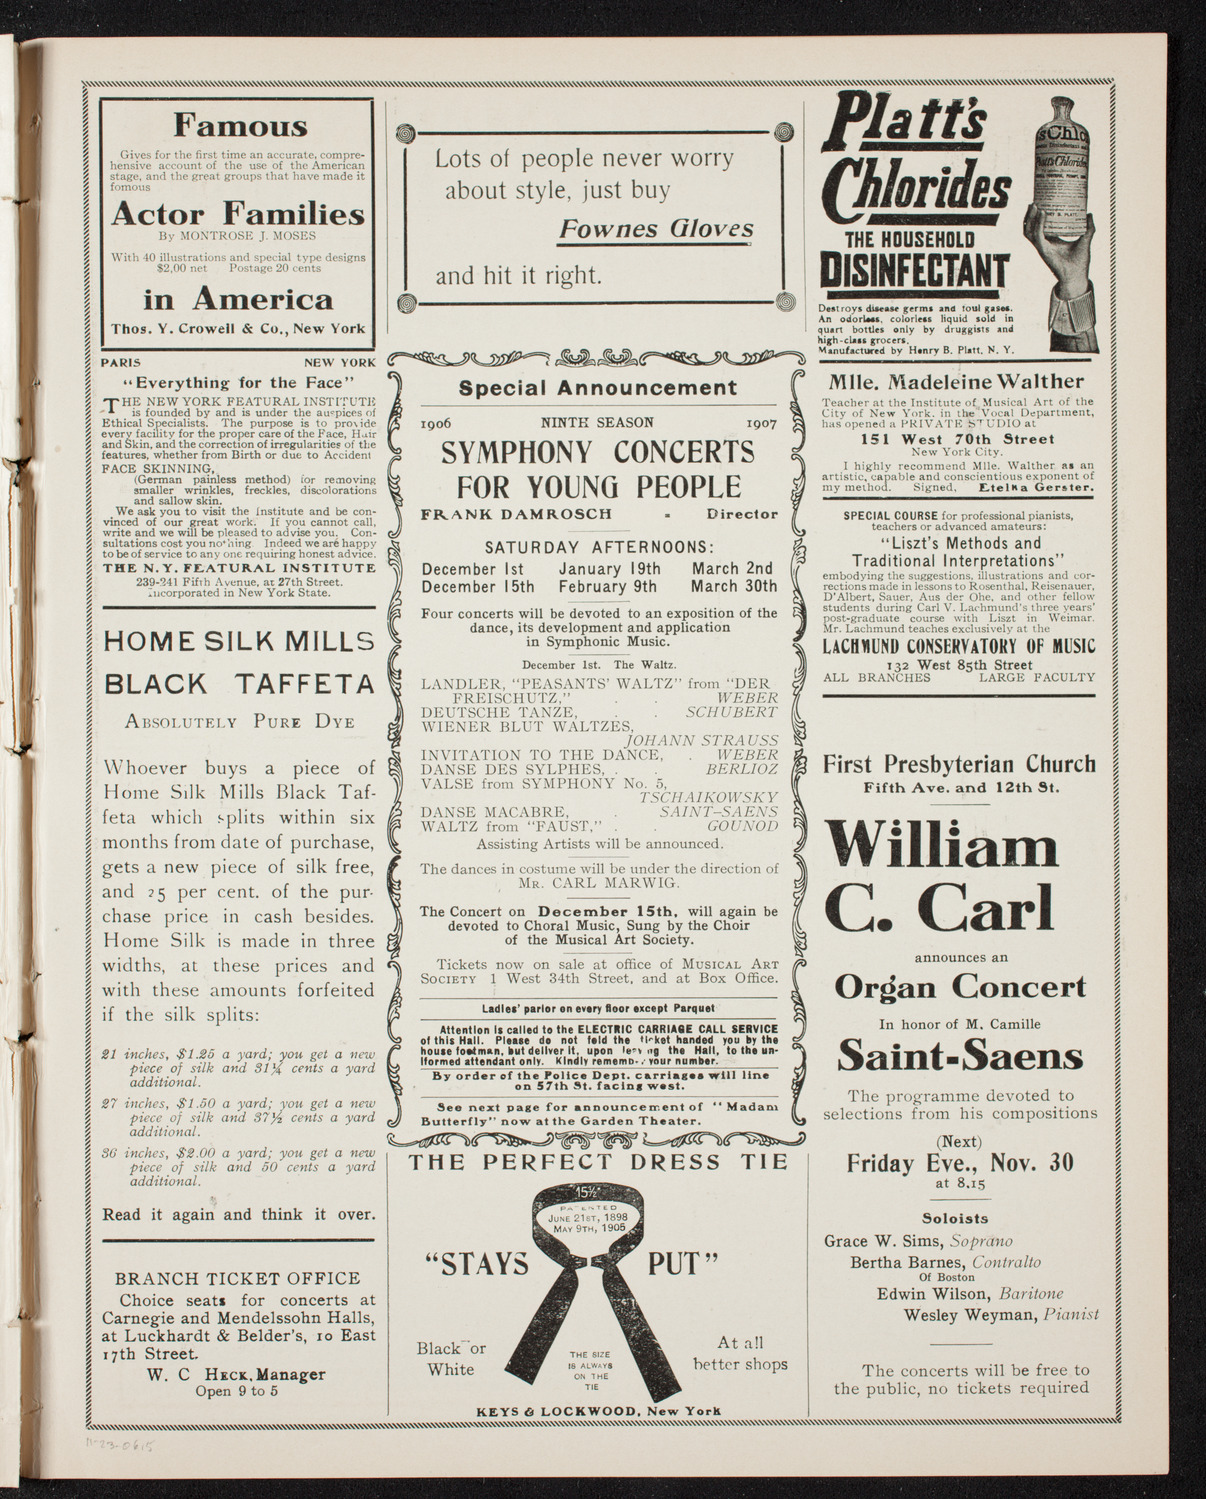 Famous
Gives for the first time an accurate, compre-
hensive account of the use of the American
stage, and the great groups that have made it
fomous
Actor Families
By MONTROSE J. MOSES
With 40 illustrations and special type designs
$2,00 net Postage 20 cents
in America
Thos. Y. Crowell & Co., New York
PARIS NEW YORK
"Everything for the Face"
THE NEW YORK FEATURAL INSTITUTE
is founded by and is under the auspices of
Ethical Specialists. The purpose is to provide
every facility for the proper care of the Face, Hair
and Skin, and the correction of irregularities of the
features, whether from Birth or due to Accident
FACE SKINNING,
(German painless method) for removing
smaller wrinkles, freckles, discolorations
and sallow skin.
We ask you to visit the Institute and be con-
vinced of our great work. If you cannot call,
write and we will be pleased to advise you. Con-
sultations cost you nothing. Indeed we are happy
to be of service to any one requiring honest advice.
THE N.Y. FEATURAL INSTITUTE
239-241 Fifth Avenue, at 27th Street.
Incorporated in New York State.
HOME SILK MILLS
BLACK TAFFETA
ABSOLUTELY PURE DYE
Whoever buys a piece of
Home Silk Mills Black Taf-
feta which splits within six
months from date of purchase,
gets a new piece of silk free,
and 25 per cent. of the pur-
chase price in cash besides.
Home Silk is made in three
widths, at these prices and
with these amounts forfeited
if the silk splits:
21 inches, $1.25 a yard; you get a new
piece of silk and 31¼ cents a yard
additional.
27 inches, $1.50 a yard; you get a new
piece of silk and 37½ cents a yard
additional.
36 inches, $2.00 a yard; you get a new
piece of silk and 50 cents a yard
additional.
Read it again and think it over.
BRANCH TICKET OFFICE
Choice seats for concerts at
Carnegie and Mendelssohn Halls,
at Luckhardt & Belder's, 10 East
17th Street.
W. C HECK, Manager
Open 9 to 5
Lots of people never worry
about style, just buy
Fownes Gloves
and hit it right.
Special Announcement
1906 NINTH SEASON 1907
SYMPHONY CONCERTS
FOR YOUNG PEOPLE
FRANK DAMROSCH - Director
SATURDAY AFTERNOONS:
December 1st January 19th March 2nd
December 15th February 9th March 30th
Four concerts will be devoted to an exposition of the
dance, its development and application
in Symphonic Music.
December 1st. The Waltz.
LANDLER, "PEASANTS' WALTZ" from "DER
FREISCHUTZ," . . WEBER
DEUTSCHE TANZE, . SCHUBERT
WIENER BLUT WALTZES,
JOHANN STRAUSS
INVITATION TO THE DANCE, . WEBER
DANSE DES SYLPHES, . . BERLIOZ
VALSE from SYMPHONY No. 5,
TSCHAIKOWSKY
DANSE MACABRE, . SAINT-SAENS
WALTZ from "FAUST," . . GOUNOD
Assisting Artists will be announced.
The dances in costume will be under the direction of
MR. CARL MARWIG.
The Concert on December 15th, will again be
devoted to Choral Music, Sung by the Choir
of the Musical Art Society.
Tickets now on sale at office of MUSICAL ART
SOCIETY 1 West 34th Street, and at Box Office.
Ladies' parlor on every floor except Parquet
Attention is called to the ELECTRIC CARRIAGE CALL SERVICE
of this Hall. Please do not fold the ticket handed you by the
house footman, but deliver it, upon leaving the Hall, to the un-
iformed attendant only. Kindly remember your number.
By order of the Police Dept. carriages will line
on 57th St. facing west.
See next page for announcement of "Madam
Butterfly" now at the Garden Theater.
THE PERFECT DRESS TIE
15½
PATENTED
JUNE 21ST, 1898
MAY 9TH, 1905
"STAYS PUT"
Black or
White
THE SIZE
IS ALWAYS
ON THE
TIE
At all
better shops
KEYS & LOCKWOOD, New York
Platt's
Chlorides
THE HOUSEHOLD
DISINFECTANT
Destroys disease germs and foul gases.
An odorless, colorless liquid sold in
quart bottles only by druggists and
high-class grocers.
Manufactured by Henry B. Platt, N. Y.
sChlo
Platt's Chlorides
Mlle. Madeleine Walther
Teacher at the Institute of Musical Art of the
City of New York, in the Vocal Department,
has opened a PRIVATE STUDIO at
151 West 70th Street
New York City.
I highly recommend Mlle. Walther as an
artistic, capable and conscientious exponent of
my method. Signed, Etelka Gerster.
SPECIAL COURSE for professional pianists,
teachers or advanced amateurs:
"Liszt's Methods and
Traditional Interpretations"
embodying the suggestions, illustrations and cor-
rections made in lessons to Rosenthal, Reisenauer,
D'Albert, Sauer, Aus der Ohe, and other fellow
students during Carl V. Lachmund's three years'
post-graduate course with Liszt in Weimar.
Mr. Lachmund teaches exclusively at the
LACHMUND CONSERVATORY OF MUSIC
132 West 85th Street
ALL BRANCHES LARGE FACULTY
First Presbyterian Church
Fifth Ave. and 12th St.
William
C. Carl
announces an
Organ Concert
In honor of M. Camille
Saint-Saens
The programme devoted to
selections from his compositions
(Next)
Friday Eve., Nov. 30
at 8.15
Soloists
Grace W. Sims, Soprano
Bertha Barnes, Contralto
Of Boston
Edwin Wilson, Baritone
Wesley Weyman, Pianist
The concerts will be free to
the public, no tickets required
11-23-0615